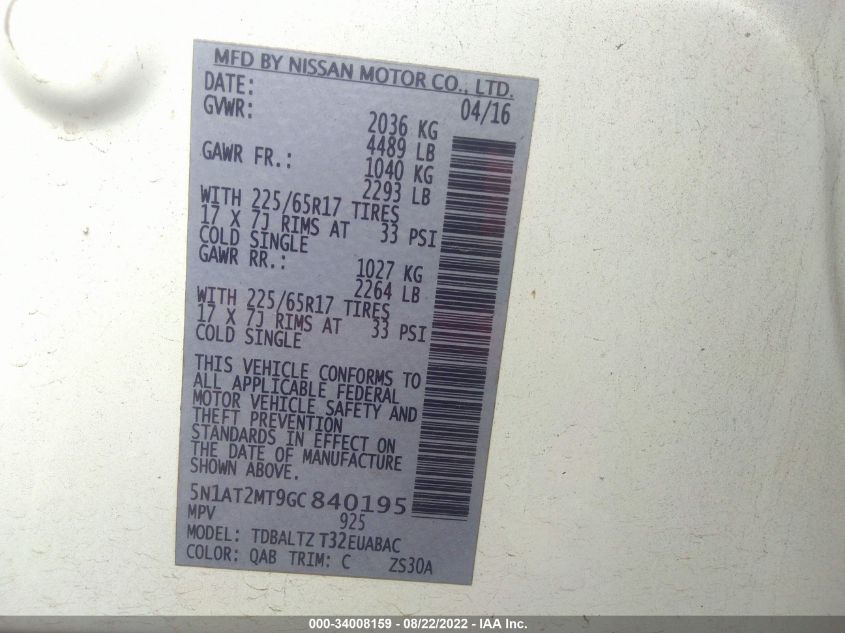 MFD BY NISSAN MOTOR CO., LTD.
DATE: 04/16
GVWR: 2036 KG
4489 LB
GAWR FR.: 1040 KG
2293 LB
WITH 225/65R17 TIRES
17 X 7J RIMS AT 33 PSI
COLD SINGLE
GAWR RR.: 1027 KG
2264 LB
WITH 225/65R17 TIRES
17 X 7J RIMS AT 33 PSI
COLD SINGLE
THIS VEHICLE CONFORMS TO
ALL APPLICABLE FEDERAL
MOTOR VEHICLE SAFETY AND
THEFT PREVENTION
STANDARDS IN EFFECT ON
THE DATE OF MANUFACTURE
SHOWN ABOVE.
5N1AT2MT9GC840195
MPV 925
MODEL: TDBALTZ T32EUABAC
COLOR: QAB TRIM: C ZS30A
000-34008159 - 08/22/2022 - IAA Inc.